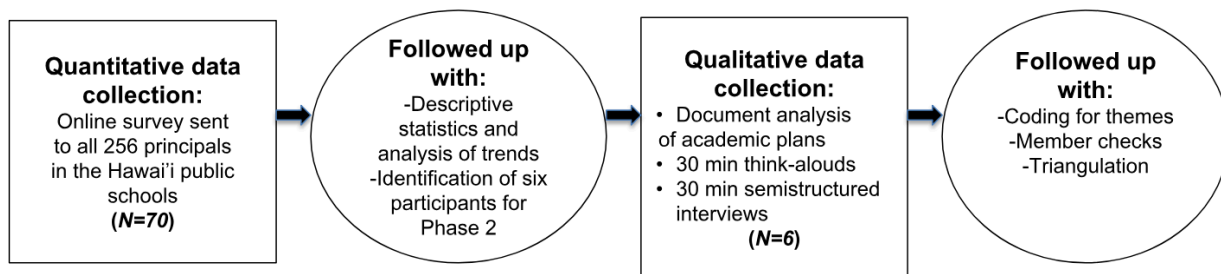 Quantitative data
collection:
Online survey sent
to all 256 principals
in the Hawai'i public
schools
(N=70)
Followed up
with:
-Descriptive
statistics and
analysis of trends
-Identification of six
participants for
Phase 2
Qualitative data
collection:
• Document analysis
of academic plans
• 30 min think-alouds
• 30 min semistructured
interviews
(N=6)
Followed up
with:
-Coding for themes
-Member checks
-Triangulation